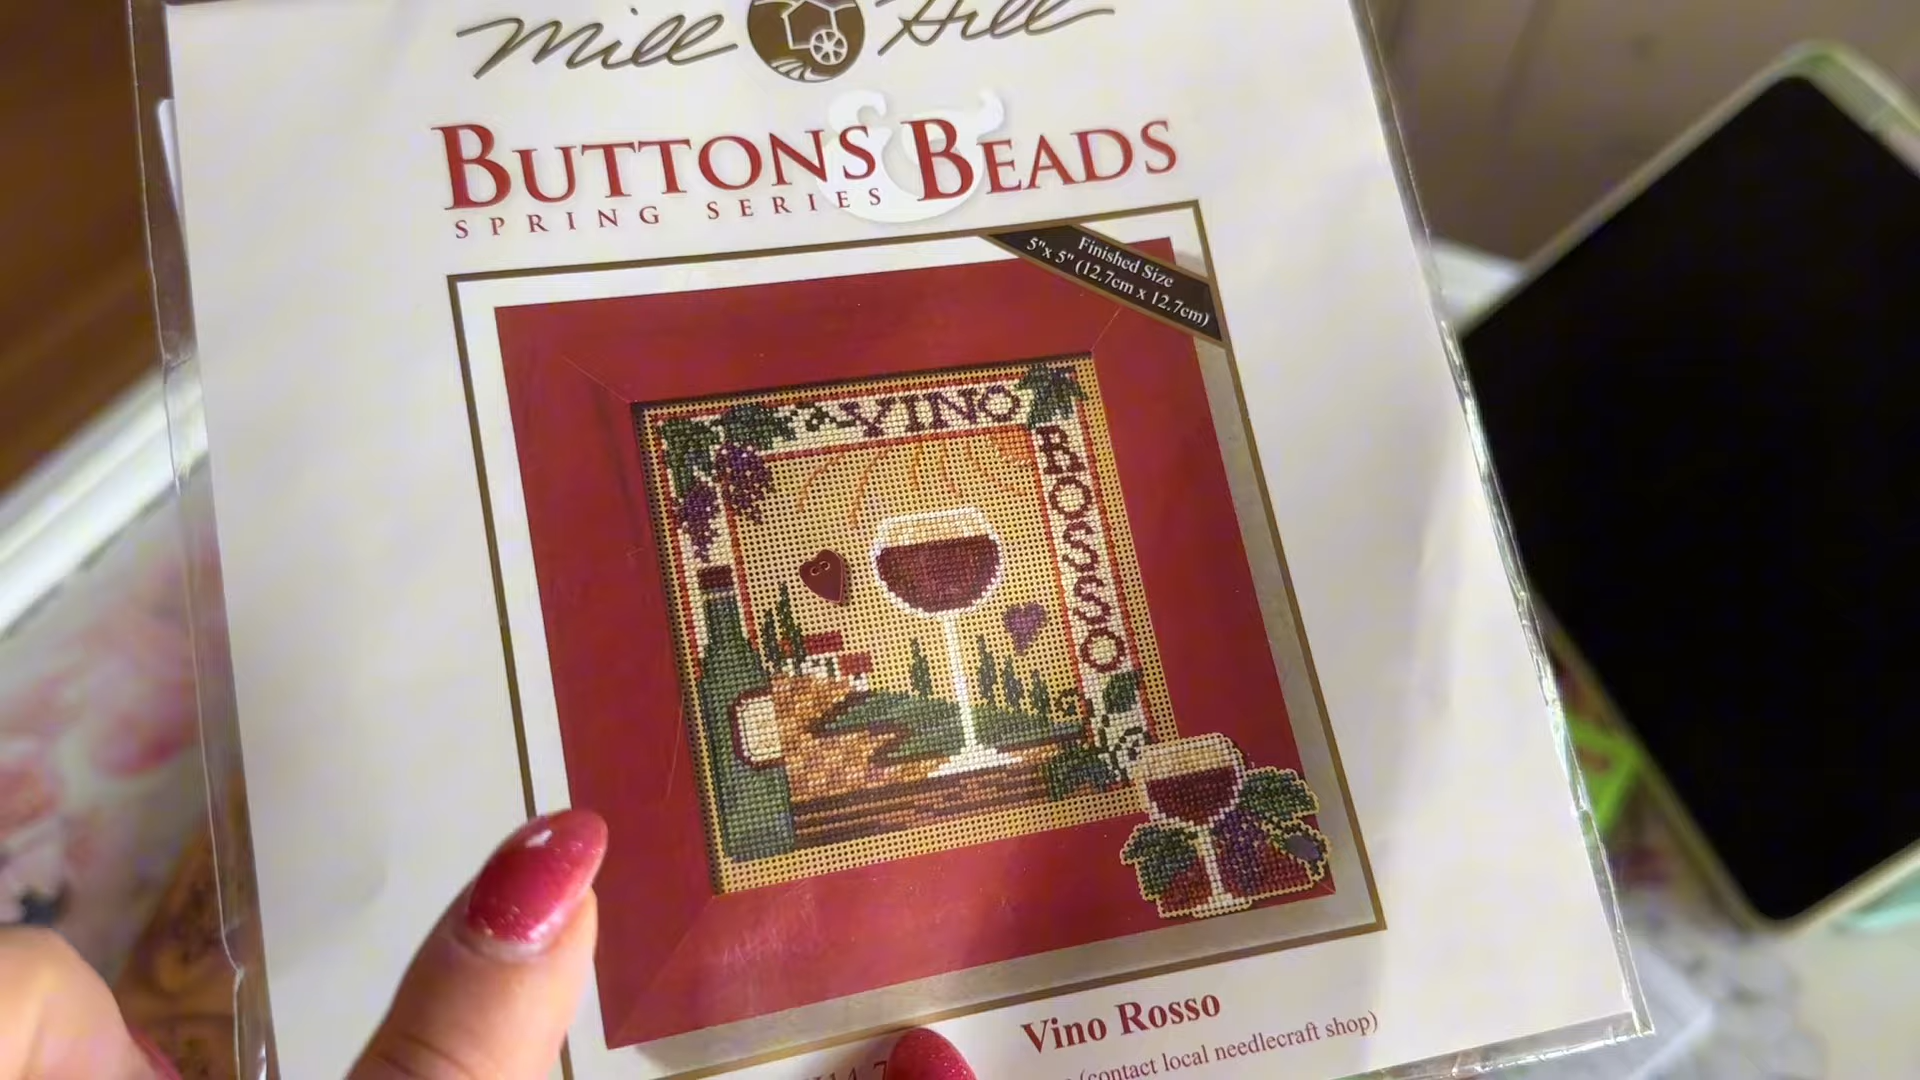 Mill Hill
BUTTONS & BEADS
SPRING SERIES
Finished Size
5"x 5" (12.7cm x 12.7cm)
VINO
ROSSO
Vino Rosso
(contact local needlecraft shop)